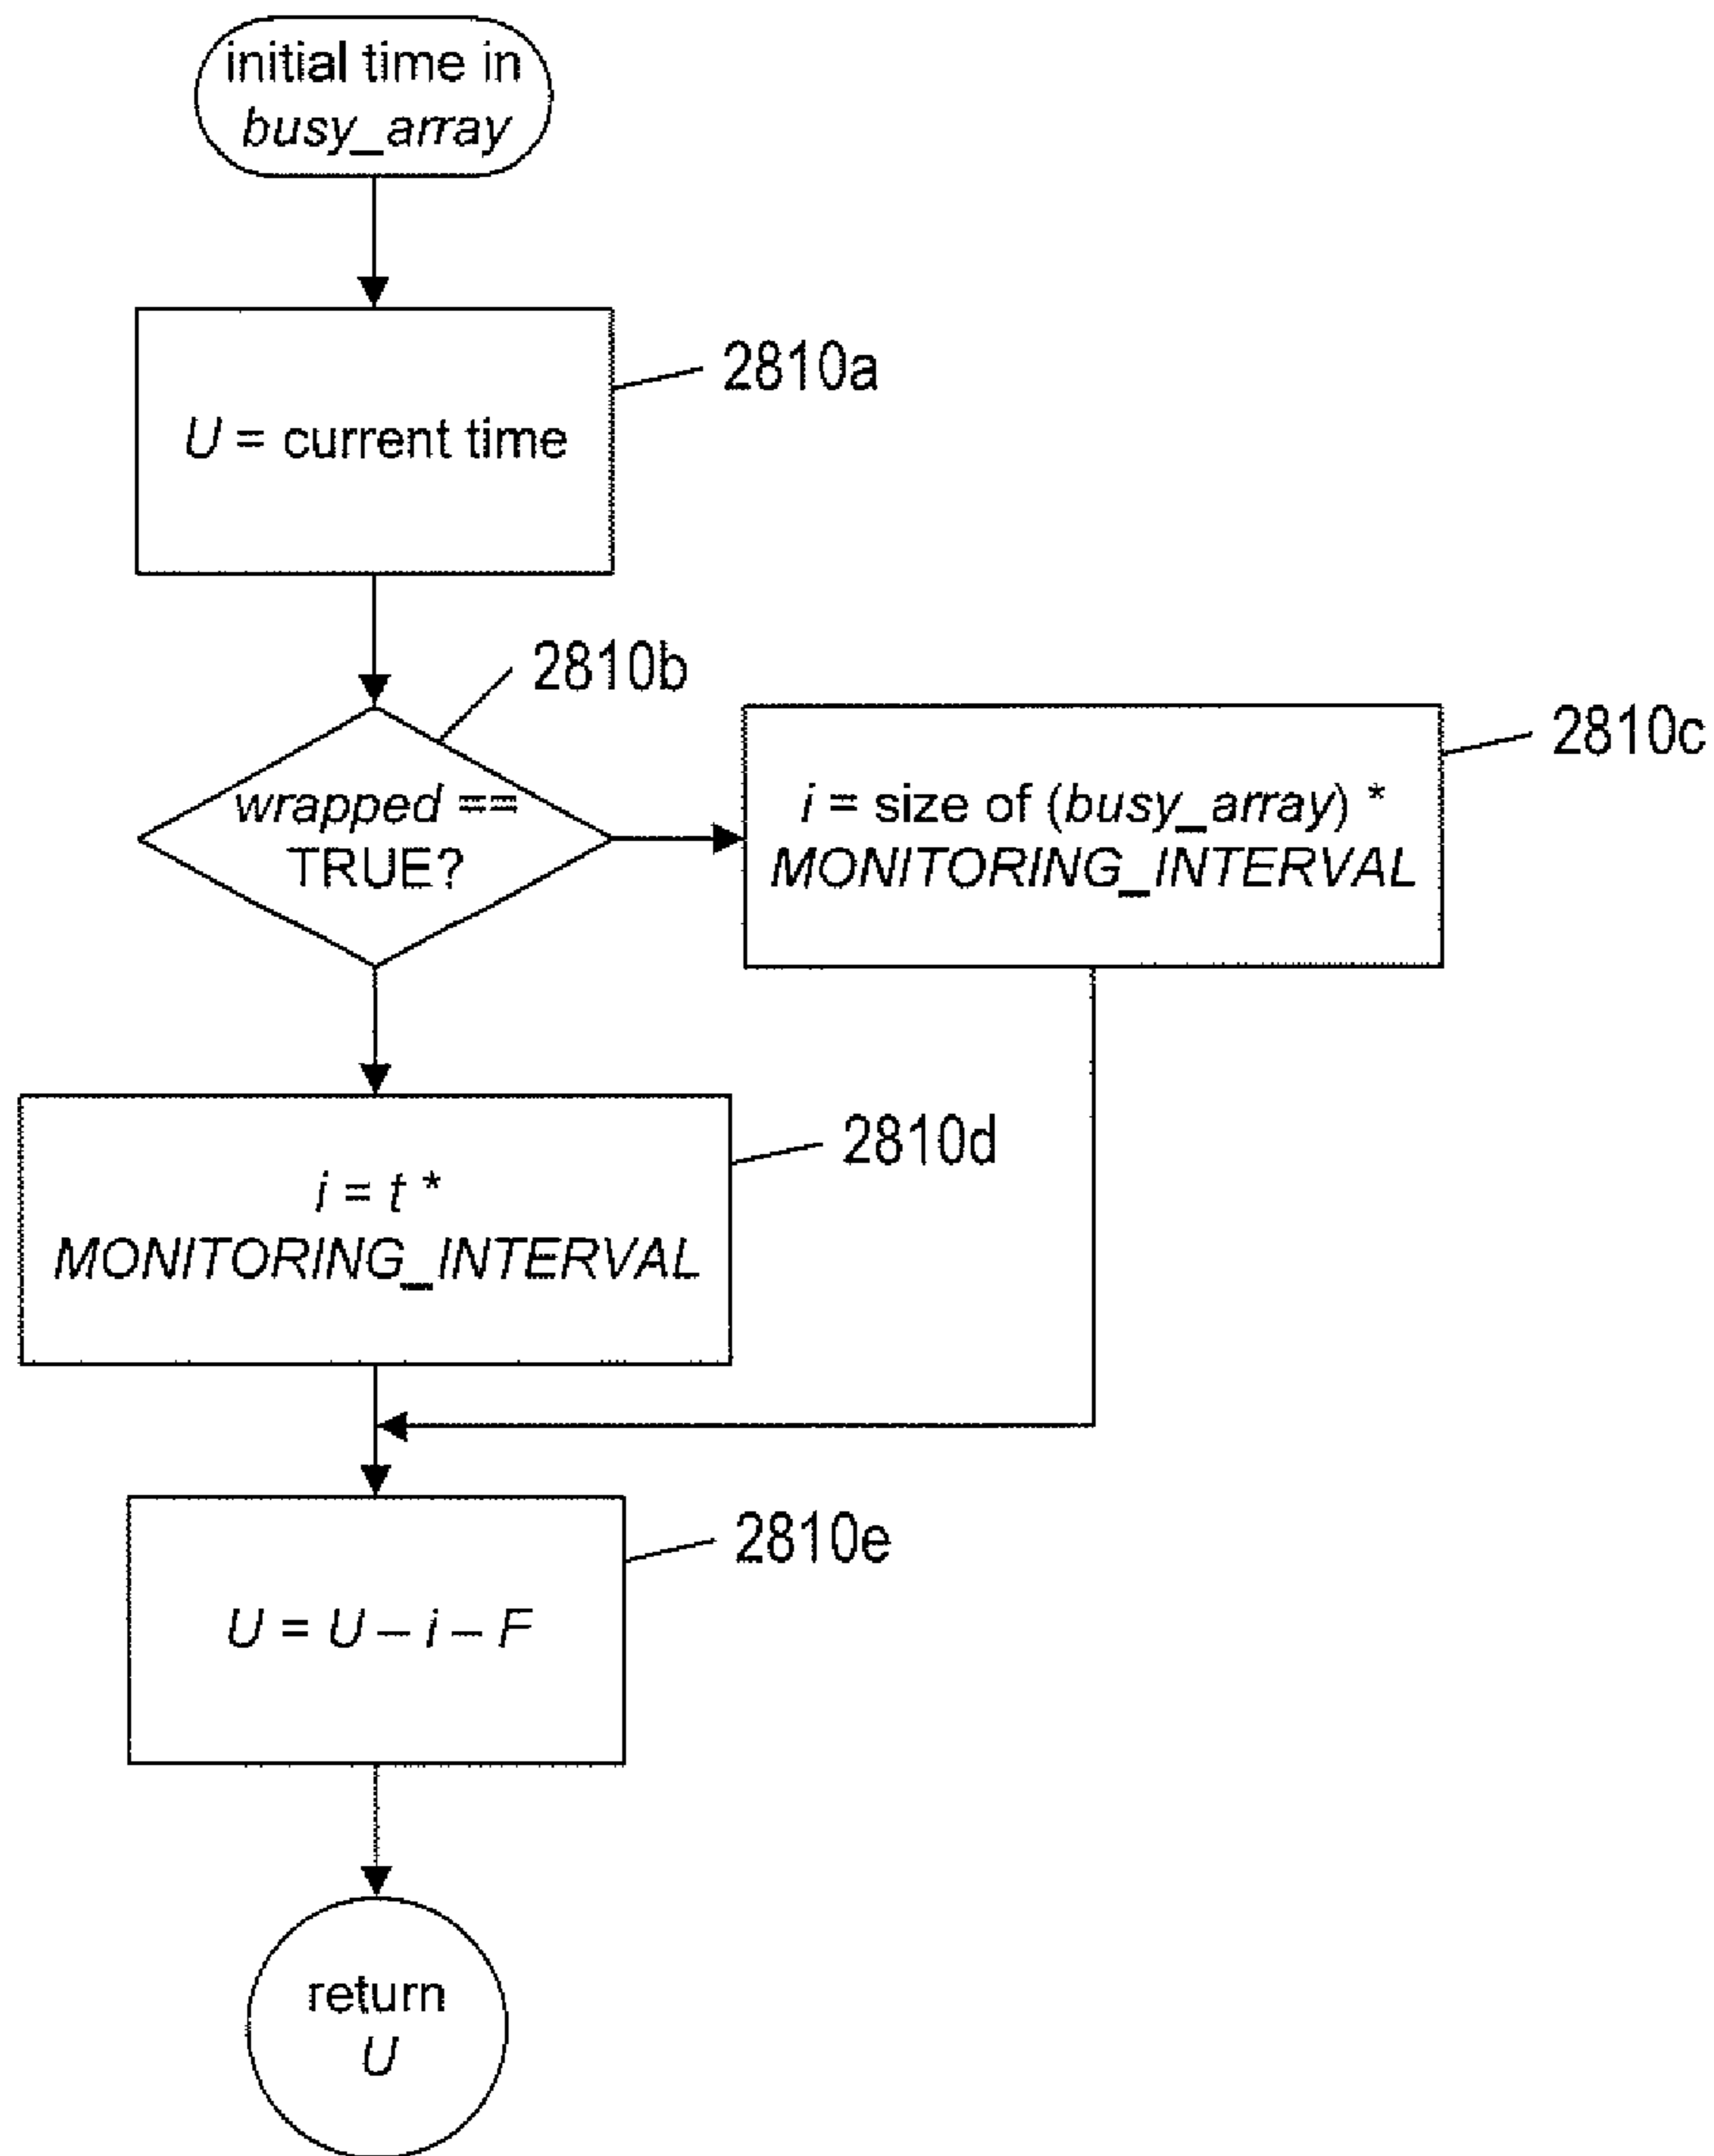 initial time in
busy_array
2810a
U = current time
2810b
wrapped ==
TRUE?
2810c
i = size of (busy_array) *
MONITORING_INTERVAL
2810d
i = t *
MONITORING_INTERVAL
2810e
U = U – i – F
return
U